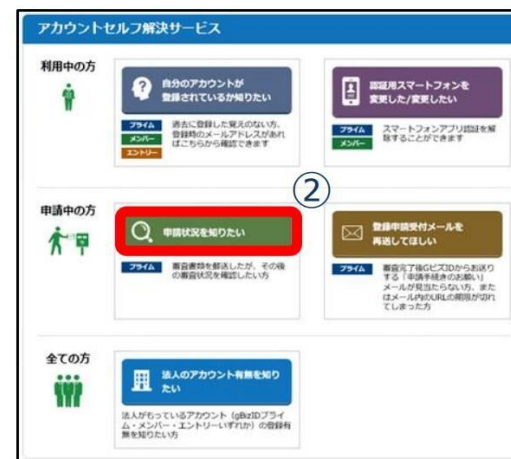 アカウントセルフ解決サービス
利用中の方
自分のアカウントが
登録されているか知りたい
プライム
メンバー
エントリー
過去に登録した覚えのない方、
登録時のメールアドレスがあれ
ばこちらから確認できます
認証用スマートフォンを
変更した/変更したい
プライム
メンバー
スマートフォンアプリ認証を解
除することができます
②
申請中の方
申請状況を知りたい
プライム
審査書類を郵送したが、その後
の審査状況を確認したい方
登録申請受付メールを
再送してほしい
プライム
審査完了後GビズIDからお送り
する「申請手続きのお願い」
メールが見当たらない方、また
はメール内のURLの期限が切れ
てしまった方
全ての方
法人のアカウント有無を知り
たい
法人がもっているアカウント（gBizIDプライ
ム・メンバー・エントリーいずれか）の登録有
無を知りたい方